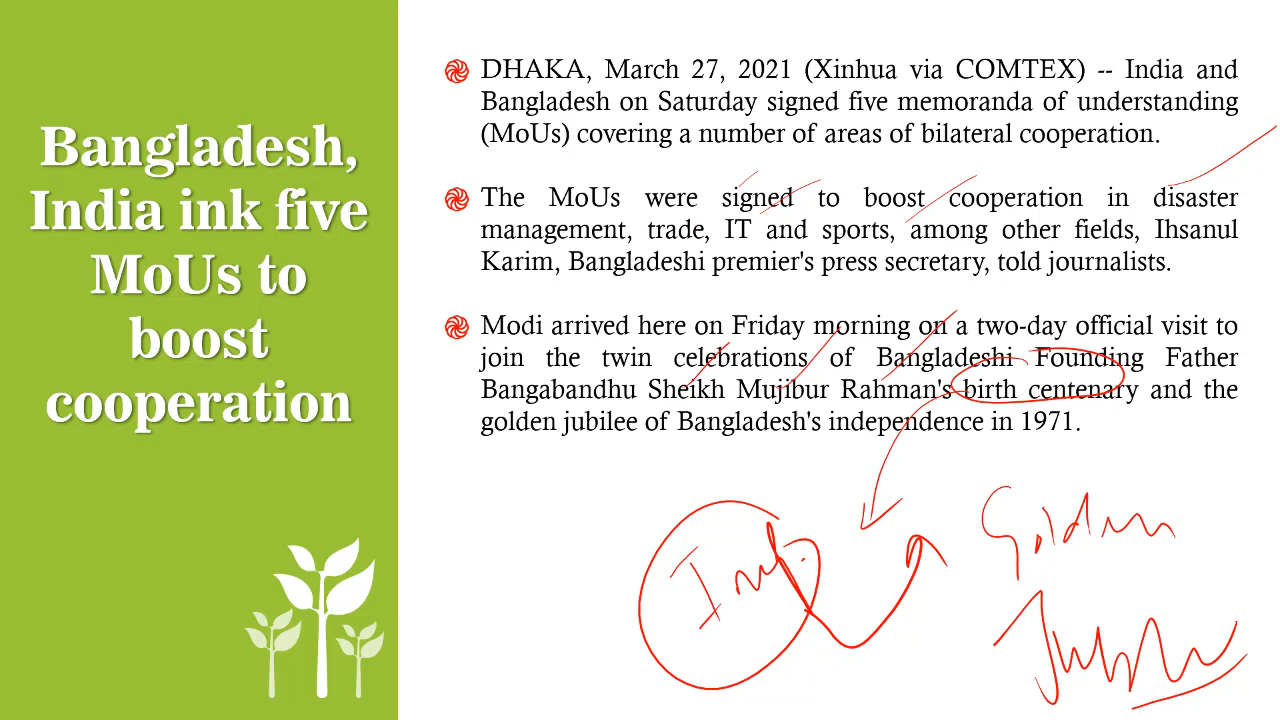 Bangladesh,
India ink five
MoUs to
boost
cooperation
DHAKA, March 27, 2021 (Xinhua via COMTEX) -- India and
Bangladesh on Saturday signed five memoranda of understanding
(MoUs) covering a number of areas of bilateral cooperation.
The MoUs were signed to boost cooperation in disaster
management, trade, IT and sports, among other fields, Ihsanul
Karim, Bangladeshi premier's press secretary, told journalists.
Modi arrived here on Friday morning on a two-day official visit to
join the twin celebrations of Bangladeshi Founding Father
Bangabandhu Sheikh Mujibur Rahman's birth centenary and the
golden jubilee of Bangladesh's independence in 1971.
Golden